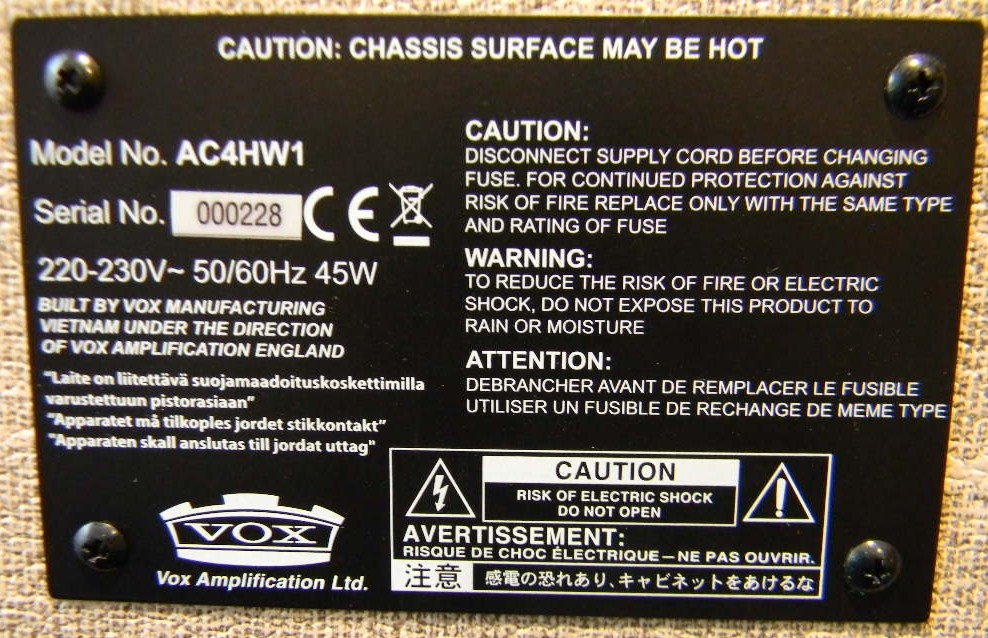 CAUTION: CHASSIS SURFACE MAY BE HOT
Model No. AC4HW1
Serial No. 000228
220-230V~ 50/60Hz 45W
BUILT BY VOX MANUFACTURING
VIETNAM UNDER THE DIRECTION
OF VOX AMPLIFICATION ENGLAND
"Laite on liitettävä suojamaadoituskoskettimilla
varustettuun pistorasiaan"
"Apparatet må tilkoples jordet stikkontakt"
"Apparaten skall anslutas till jordat uttag"
VOX
Vox Amplification Ltd.
CAUTION:
DISCONNECT SUPPLY CORD BEFORE CHANGING
FUSE. FOR CONTINUED PROTECTION AGAINST
RISK OF FIRE REPLACE ONLY WITH THE SAME TYPE
AND RATING OF FUSE
WARNING:
TO REDUCE THE RISK OF FIRE OR ELECTRIC
SHOCK, DO NOT EXPOSE THIS PRODUCT TO
RAIN OR MOISTURE
ATTENTION:
DEBRANCHER AVANT DE REMPLACER LE FUSIBLE
UTILISER UN FUSIBLE DE RECHANGE DE MEME TYPE
CAUTION
RISK OF ELECTRIC SHOCK
DO NOT OPEN
AVERTISSEMENT:
RISQUE DE CHOC ÉLECTRIQUE—NE PAS OUVRIR.
注意 感電の恐れあり、キャビネットをあけるな